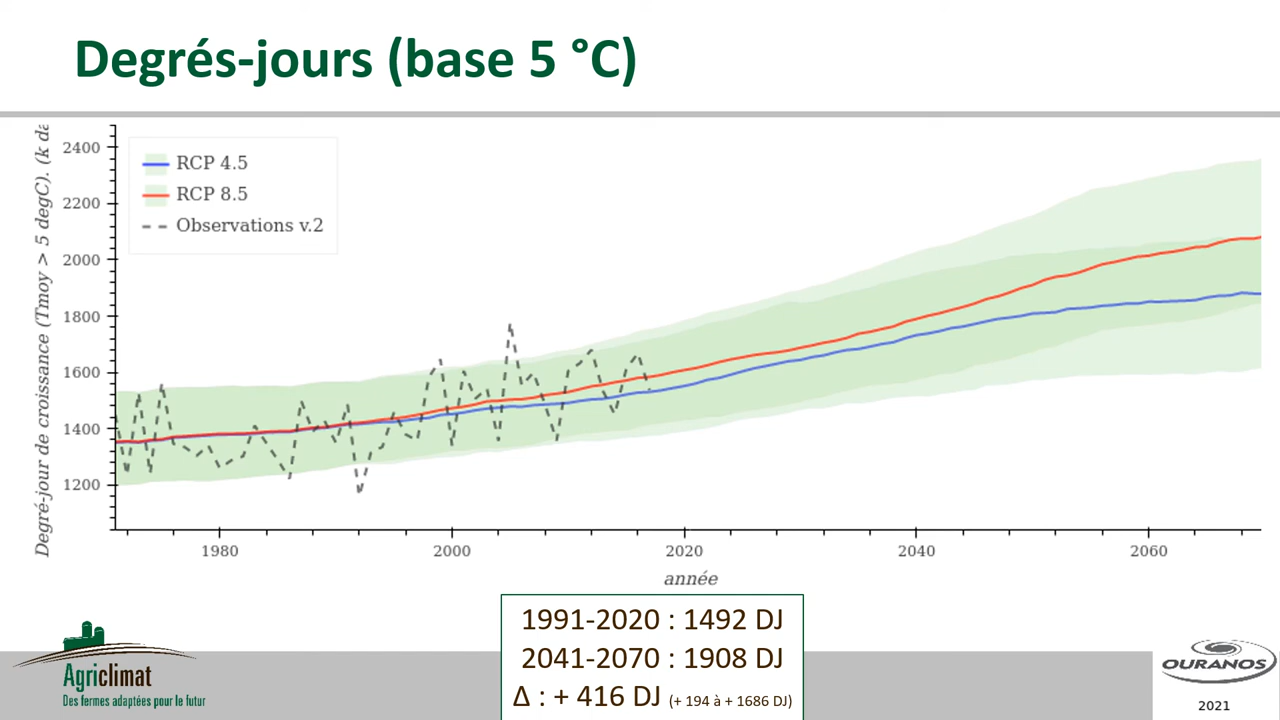 Degrés-jours (base 5 °C)
Degré-jour de croissance (Tmoy > 5 degC). (k
2400
2200
2000
1800
1600
1400
1200
RCP 4.5
RCP 8.5
Observations v.2
1980
2000
2020
2040
2060
année
1991-2020 : 1492 DJ
2041-2070 : 1908 DJ
Δ : + 416 DJ (+ 194 à + 1686 DJ)
Agriclimat
Des fermes adaptées pour le futur
OURANOS
2021